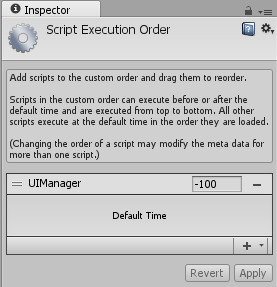 Inspector
Script Execution Order
Add scripts to the custom order and drag them to reorder.
Scripts in the custom order can execute before or after the
default time and are executed from top to bottom. All other
scripts execute at the default time in the order they are loaded.
(Changing the order of a script may modify the meta data for
more than one script.)
UIManager -100
Default Time
Revert Apply